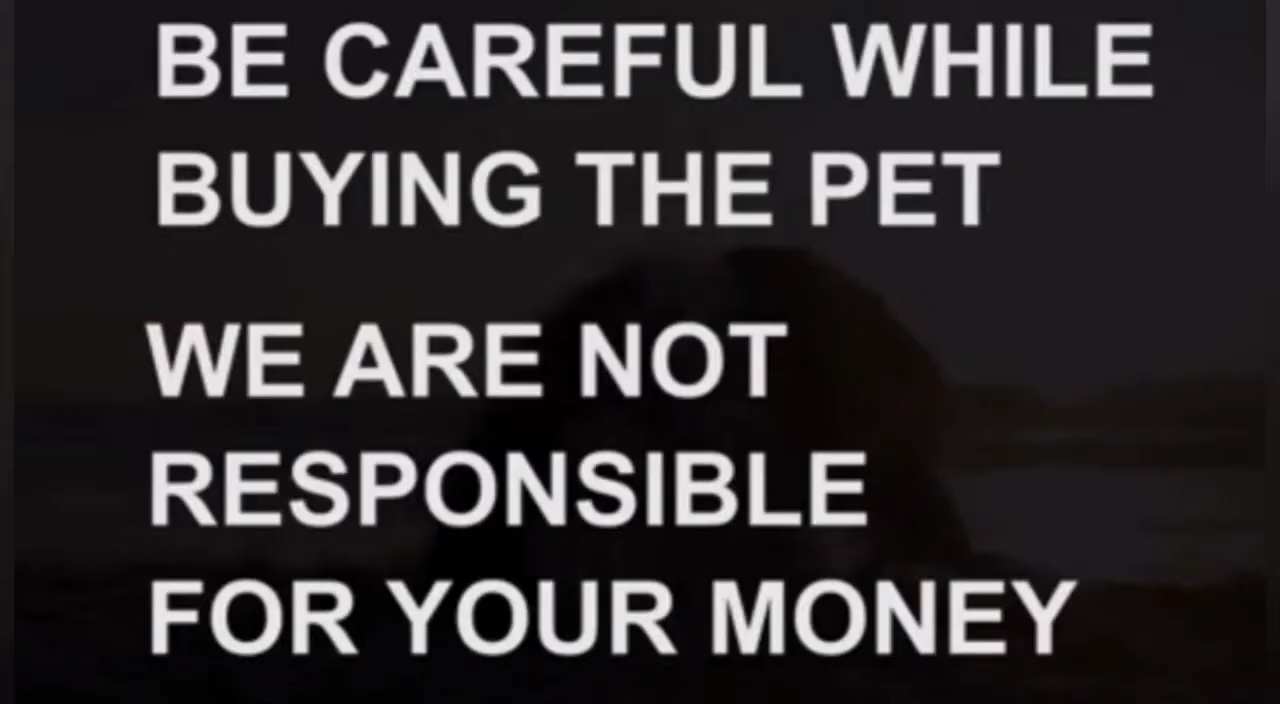 BE CAREFUL WHILE
BUYING THE PET
WE ARE NOT
RESPONSIBLE
FOR YOUR MONEY